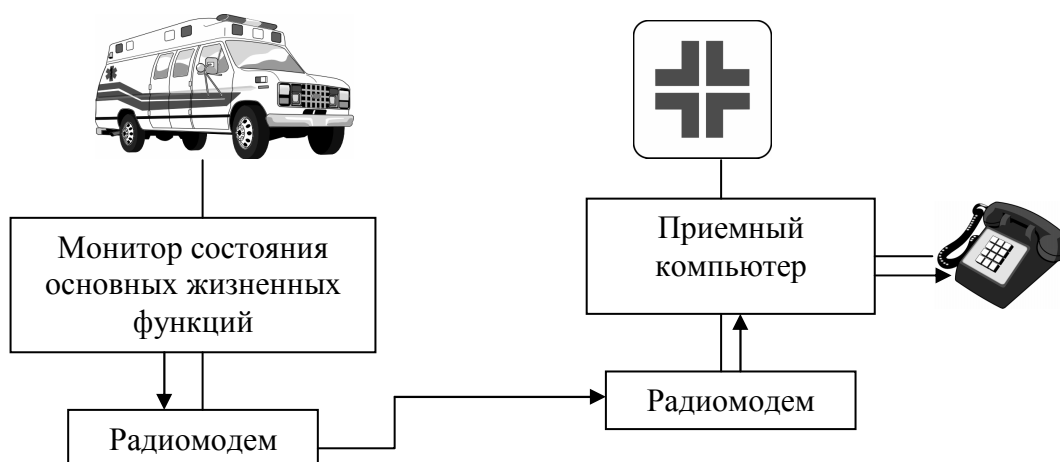 Монитор состояния
основных жизненных
функций
Радиомодем
Приемный
компьютер
Радиомодем